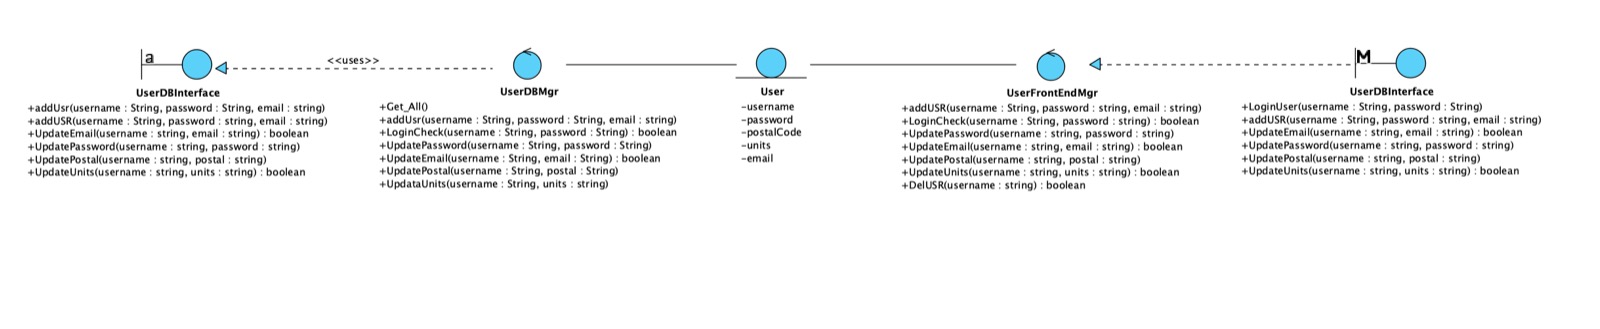 a
<<uses>>
M
UserDBInterface
+addUsr(username : String, password : String, email : string)
+addUSR(username : String, password : string, email : string)
+UpdateEmail(username : string, email : string) : boolean
+UpdatePassword(username : string, password : string)
+UpdatePostal(username : string, postal : string)
+UpdateUnits(username : string, units : string) : boolean
UserDBMgr
+Get_All()
+addUsr(username : String, password : String, email : string)
+LoginCheck(username : String, password : String) : boolean
+UpdatePassword(username : String, password : String)
+UpdateEmail(username : String, email : String) : boolean
+UpdatePostal(username : String, postal : String)
+UpdataUnits(username : String, units : string)
User
-username
-password
-postalCode
-units
-email
UserFrontEndMgr
+addUSR(username : String, password : string, email : string)
+LoginCheck(username : String, password : string) : boolean
+UpdatePassword(username : string, password : string)
+UpdateEmail(username : string, email : string) : boolean
+UpdatePostal(username : string, postal : string)
+UpdateUnits(username : string, units : string) : boolean
+DelUSR(username : string) : boolean
UserDBInterface
+LoginUser(username : String, password : String)
+addUSR(username : String, password : string, email : string)
+UpdateEmail(username : string, email : string) : boolean
+UpdatePassword(username : string, password : string)
+UpdatePostal(username : string, postal : string)
+UpdateUnits(username : string, units : string) : boolean